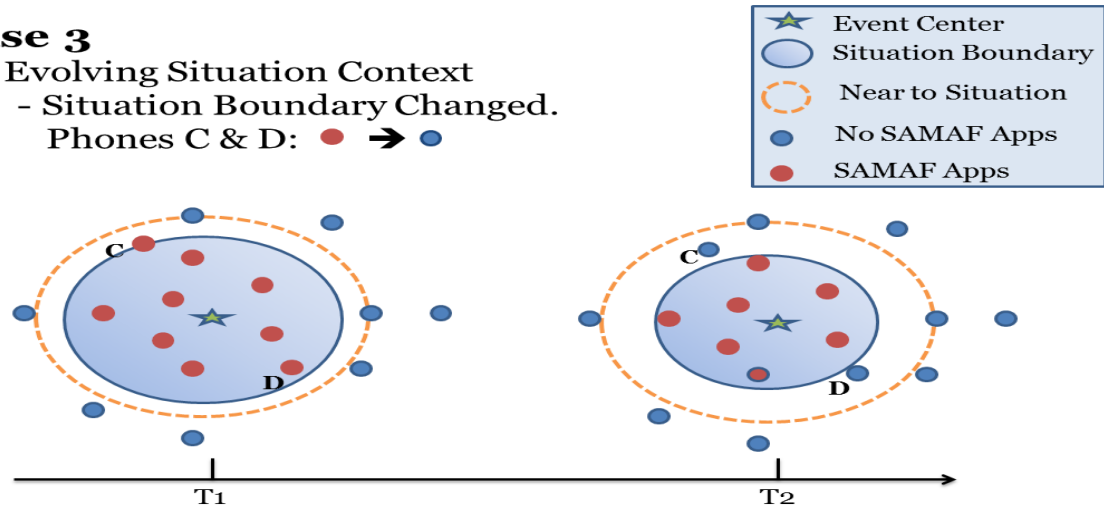 se 3
Evolving Situation Context
- Situation Boundary Changed.
Phones C & D: ➔
Event Center
Situation Boundary
Near to Situation
No SAMAF Apps
SAMAF Apps
C
D
C
D
T1
T2